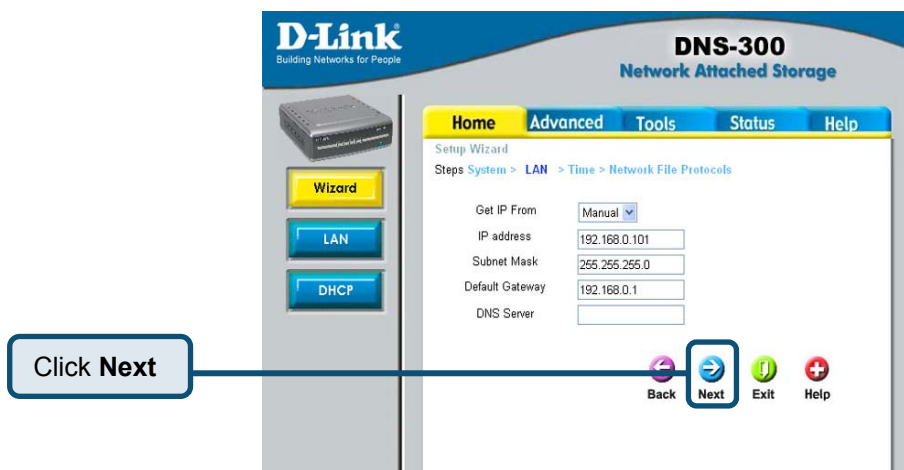 D-Link
Building Networks for People
DNS-300
Network Attached Storage
Home Advanced Tools Status Help
Setup Wizard
Steps System > LAN > Time > Network File Protocols
Wizard
LAN
DHCP
Get IP From Manual
IP address 192.168.0.101
Subnet Mask 255.255.255.0
Default Gateway 192.168.0.1
DNS Server
Click Next
Back Next Exit Help